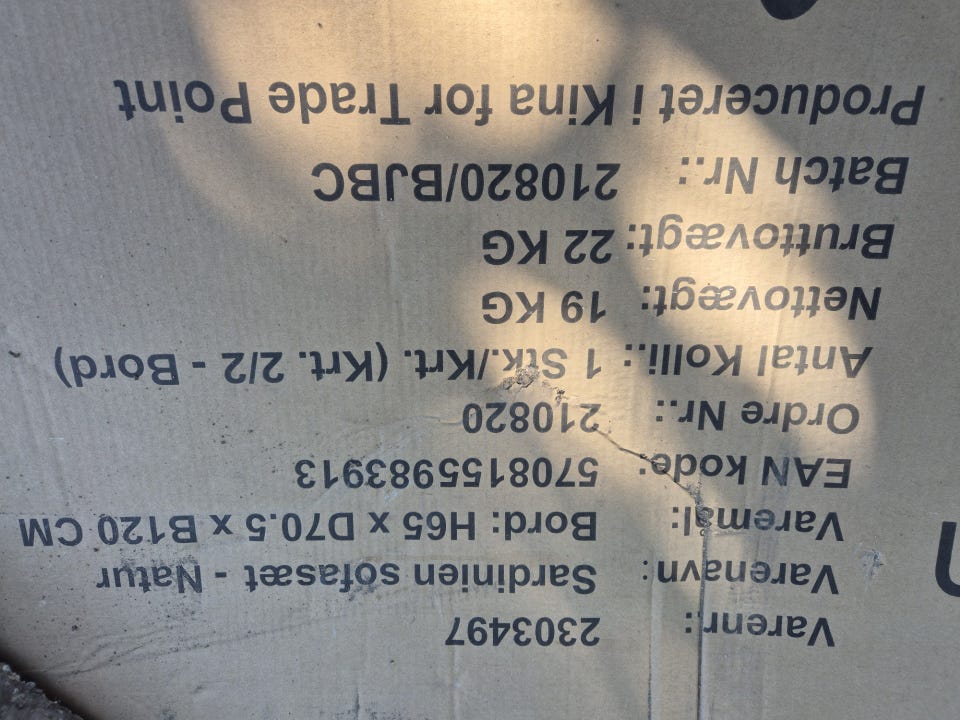 Varenr.: 2303497
Varenavn: Sardinien sofasæt - Natur
Varemål: Bord: H65 x D70.5 x B120 CM
EAN kode: 5708155983913
Ordre Nr.: 210820
Antal Kolli.: 1 Stk./Krt. (Krt. 2/2 - Bord)
Nettovægt: 19 KG
Bruttovægt: 22 KG
Batch Nr.: 210820/BJBC
Produceret i Kina for Trade Point